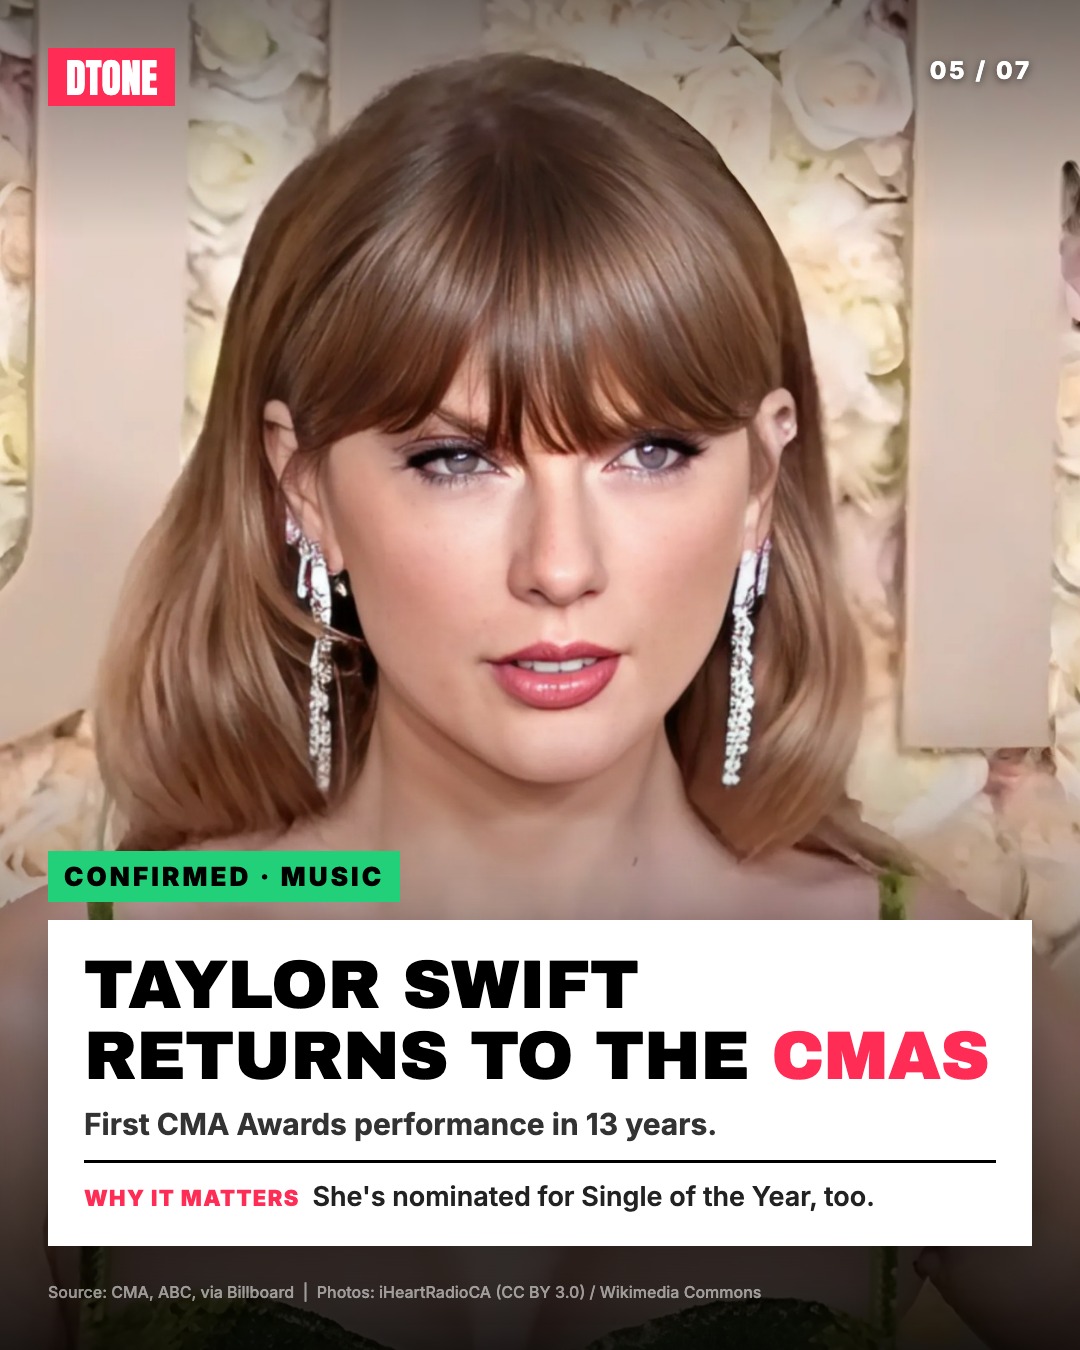 DTONE
05 / 07
CONFIRMED · MUSIC
TAYLOR SWIFT
RETURNS TO THE CMAS
First CMA Awards performance in 13 years.
WHY IT MATTERS She's nominated for Single of the Year, too.
Source: CMA, ABC, via Billboard | Photos: iHeartRadioCA (CC BY 3.0) / Wikimedia Commons